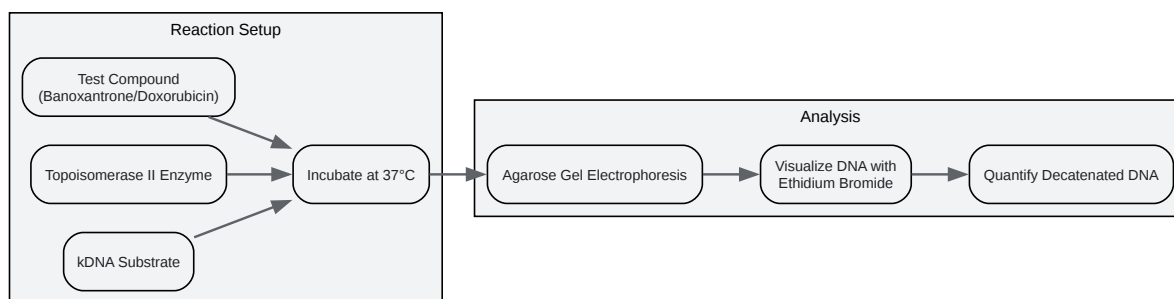 Reaction Setup
Test Compound
(Banoxantrone/Doxorubicin)
Topoisomerase II Enzyme
Incubate at 37°C
kDNA Substrate
Analysis
Agarose Gel Electrophoresis
Visualize DNA with
Ethidium Bromide
Quantify Decatenated DNA